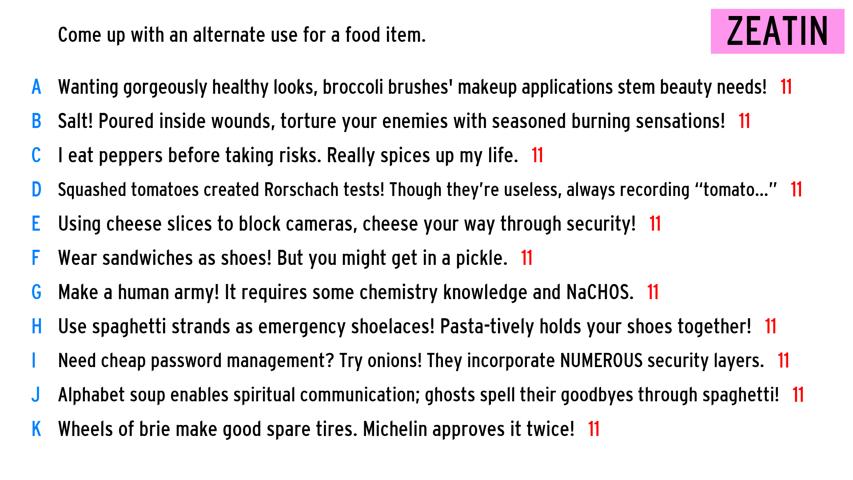 Come up with an alternate use for a food item.
ZEATIN
A Wanting gorgeously healthy looks, broccoli brushes' makeup applications stem beauty needs! 11
B Salt! Poured inside wounds, torture your enemies with seasoned burning sensations! 11
C I eat peppers before taking risks. Really spices up my life. 11
D Squashed tomatoes created Rorschach tests! Though they’re useless, always recording “tomato...” 11
E Using cheese slices to block cameras, cheese your way through security! 11
F Wear sandwiches as shoes! But you might get in a pickle. 11
G Make a human army! It requires some chemistry knowledge and NaCHOS. 11
H Use spaghetti strands as emergency shoelaces! Pasta-tively holds your shoes together! 11
I Need cheap password management? Try onions! They incorporate NUMEROUS security layers. 11
J Alphabet soup enables spiritual communication; ghosts spell their goodbyes through spaghetti! 11
K Wheels of brie make good spare tires. Michelin approves it twice! 11